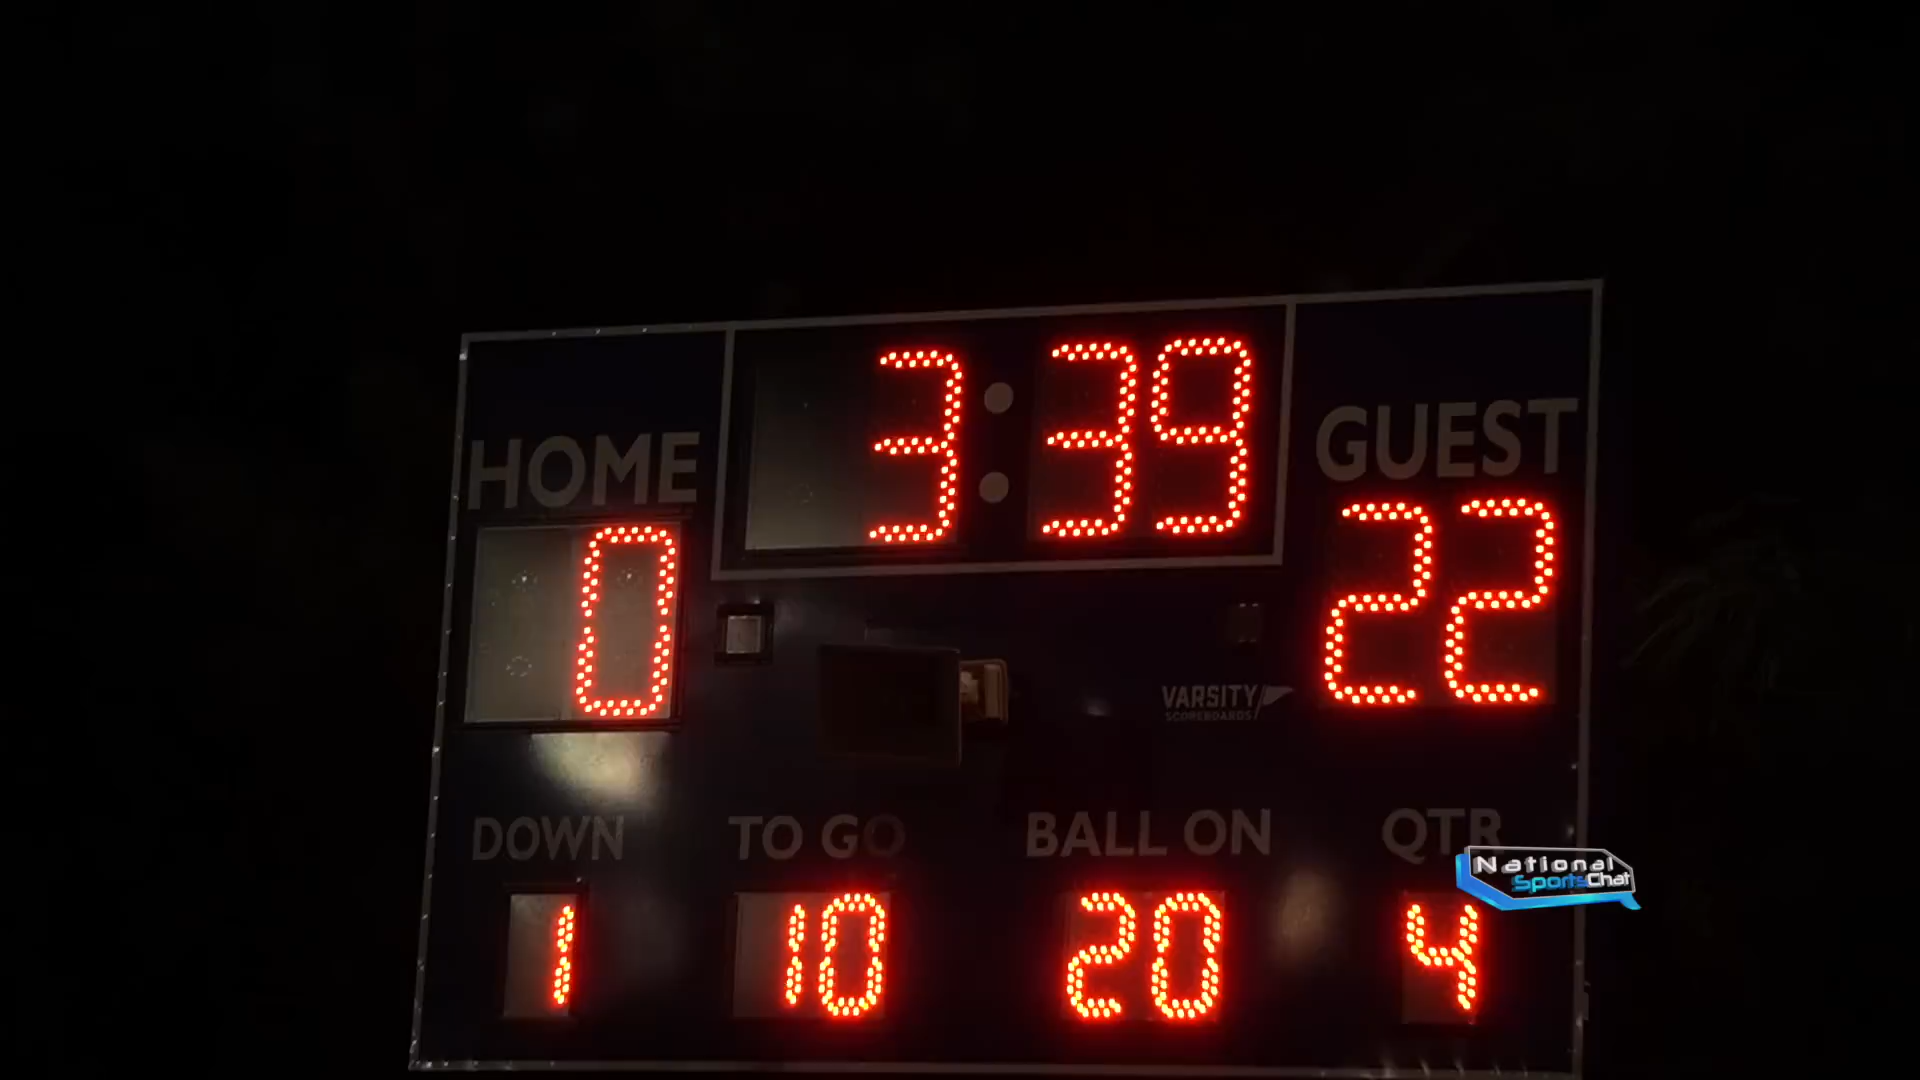 3:39
HOME
GUEST
0
22
VARSITY
SCOREBOARDS
DOWN
TO GO
BALL ON
QTR
National
SportsChat
1
10
20
4